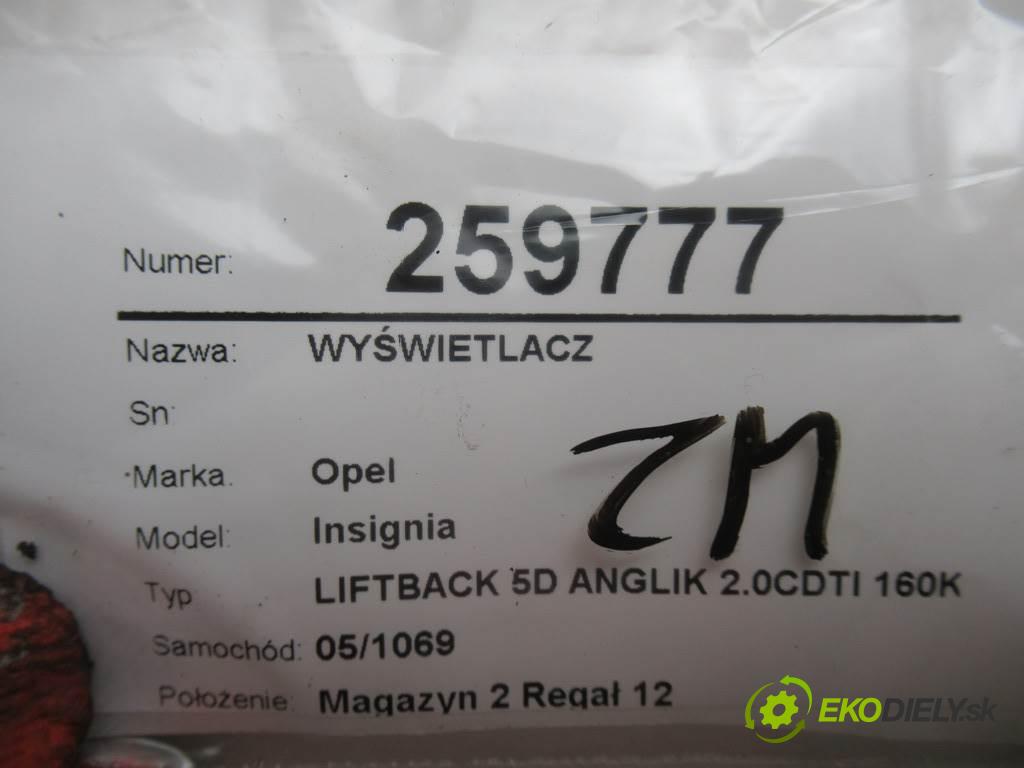 Numer: 259777
Nazwa: WYŚWIETLACZ
Sn:
Marka. Opel
Model: Insignia
ZM
Typ LIFTBACK 5D ANGLIK 2.0CDTI 160K
Samochód: 05/1069
Położenie: Magazyn 2 Regał 12
EKODIELY.sk